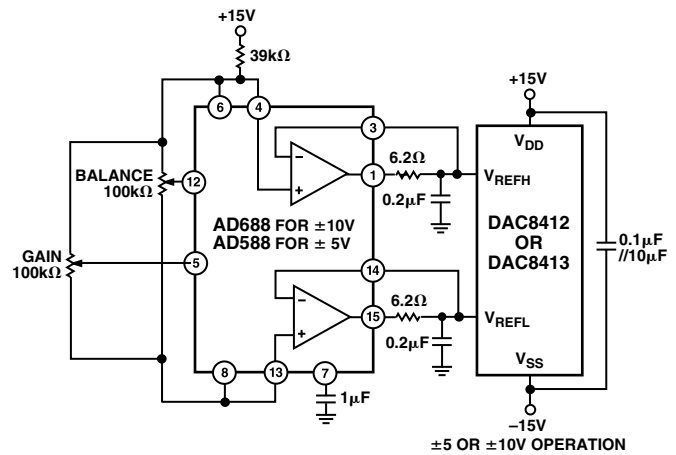 +15V
39kΩ
+15V
6
4
3
VDD
BALANCE
100kΩ
12
–
+
1
6.2Ω
VREFH
0.2µF
AD688 FOR ±10V
AD588 FOR ± 5V
DAC8412
OR
DAC8413
0.1µF
//10µF
GAIN
100kΩ
5
14
–
+
15
6.2Ω
VREFL
0.2µF
8
13
7
VSS
1µF
–15V
±5 OR ±10V OPERATION